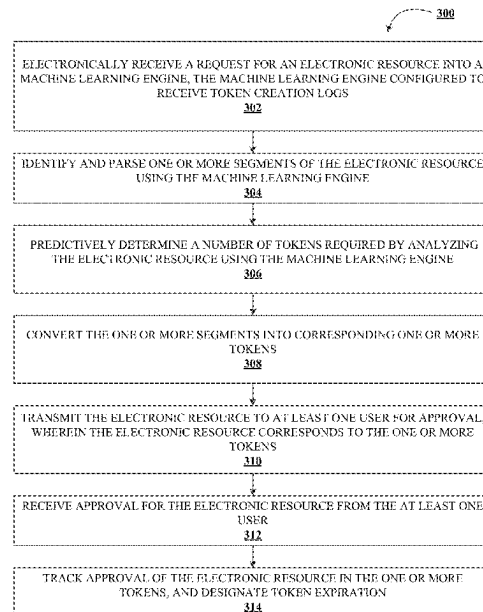 300
ELECTRONICALLY RECEIVE A REQUEST FOR AN ELECTRONIC RESOURCE INTO A
MACHINE LEARNING ENGINE, THE MACHINE LEARNING ENGINE CONFIGURED TO
RECEIVE TOKEN CREATION LOGS
302
IDENTIFY AND PARSE ONE OR MORE SEGMENTS OF THE ELECTRONIC RESOURCE
USING THE MACHINE LEARNING ENGINE
304
PREDICTIVELY DETERMINE A NUMBER OF TOKENS REQUIRED BY ANALYZING
THE ELECTRONIC RESOURCE USING THE MACHINE LEARNING ENGINE
306
CONVERT THE ONE OR MORE SEGMENTS INTO CORRESPONDING ONE OR MORE
TOKENS
308
TRANSMIT THE ELECTRONIC RESOURCE TO AT LEAST ONE USER FOR APPROVAL,
WHEREIN THE ELECTRONIC RESOURCE CORRESPONDS TO THE ONE OR MORE
TOKENS
310
RECEIVE APPROVAL FOR THE ELECTRONIC RESOURCE FROM THE AT LEAST ONE
USER
312
TRACK APPROVAL OF THE ELECTRONIC RESOURCE IN THE ONE OR MORE
TOKENS, AND DESIGNATE TOKEN EXPIRATION
314